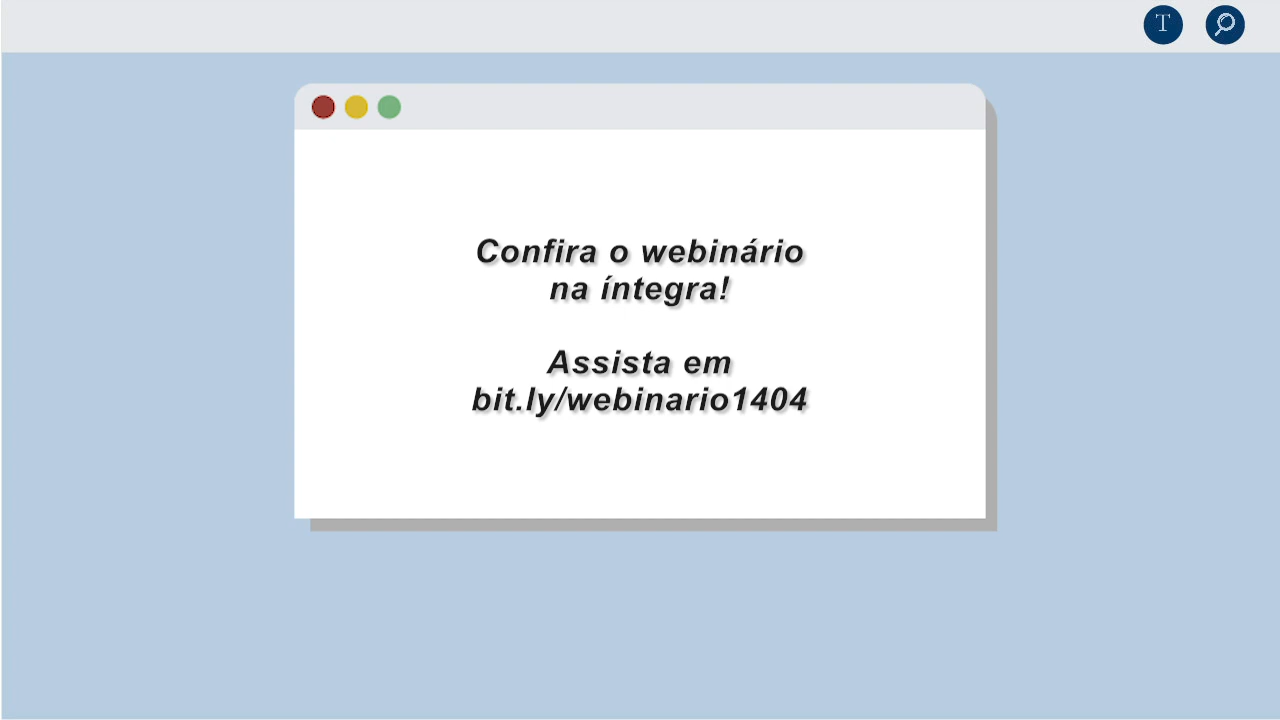 T
Confira o webinário
na íntegra!
Assista em
bit.ly/webinario1404